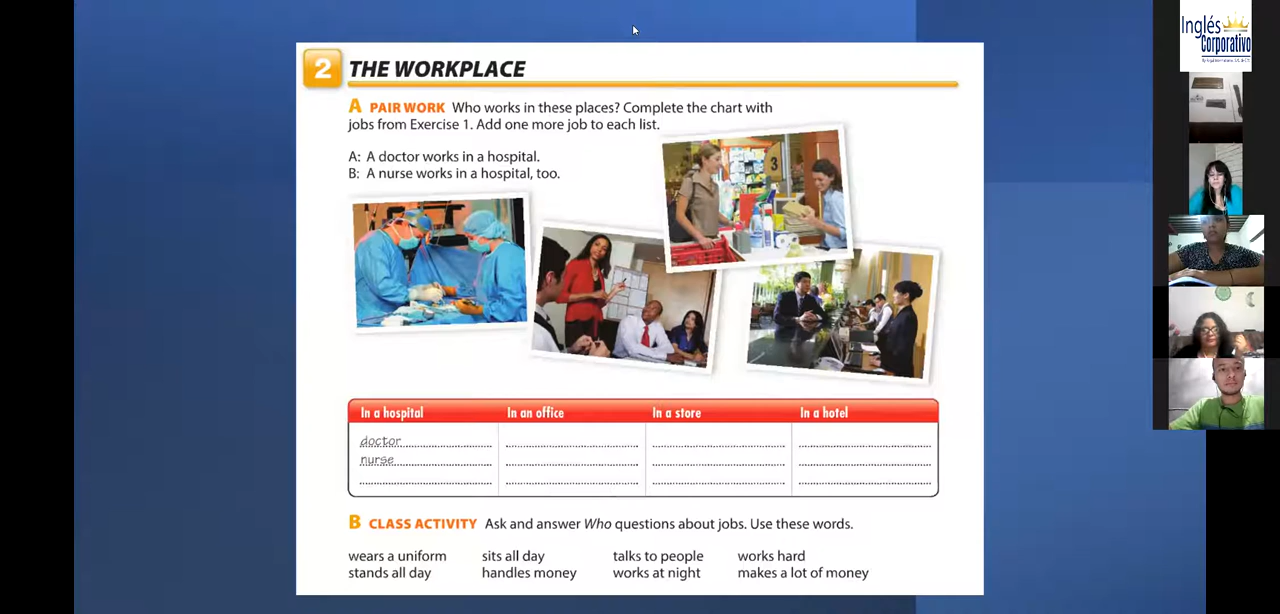 2 THE WORKPLACE
A PAIR WORK Who works in these places? Complete the chart with
jobs from Exercise 1. Add one more job to each list.
A: A doctor works in a hospital.
B: A nurse works in a hospital, too.
3
In a hospital In an office In a store In a hotel
doctor
nurse
B CLASS ACTIVITY Ask and answer Who questions about jobs. Use these words.
wears a uniform sits all day talks to people works hard
stands all day handles money works at night makes a lot of money
Inglés
Corporativo